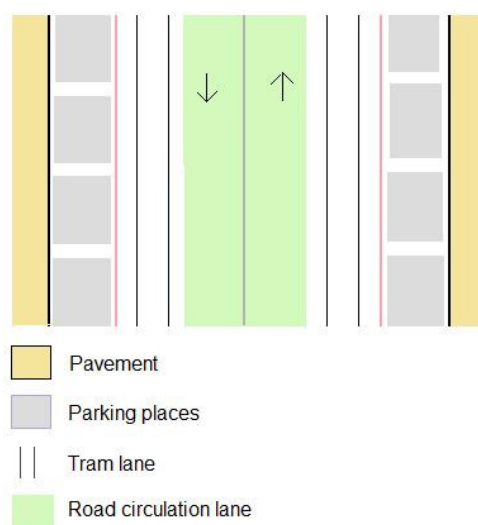 Pavement
Parking places
Tram lane
Road circulation lane